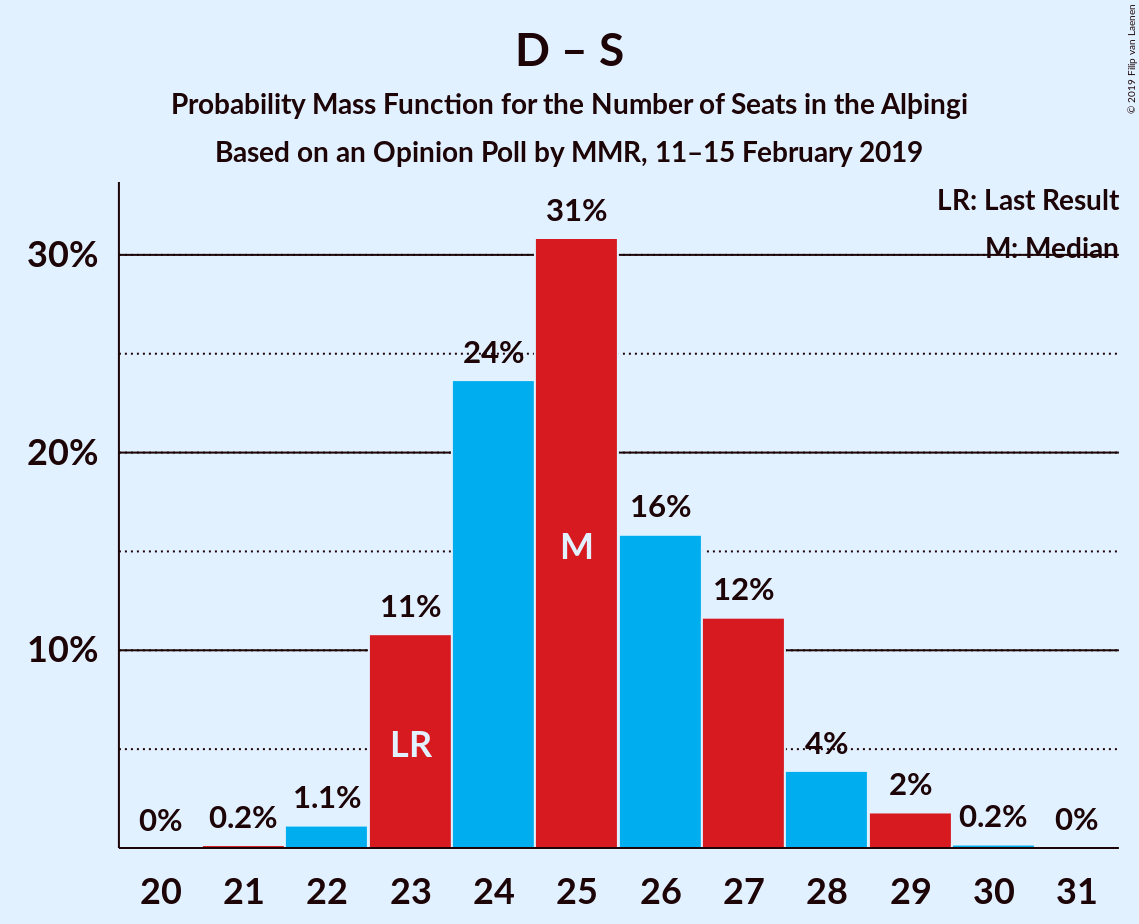 D – S
Probability Mass Function for the Number of Seats in the Alþingi
Based on an Opinion Poll by MMR, 11–15 February 2019
© 2019 Filip van Laenen
LR: Last Result
M: Median
30%
20%
10%
0%
0.2%
1.1%
11%
24%
31%
16%
12%
4%
2%
0.2%
0%
LR
M
20 21 22 23 24 25 26 27 28 29 30 31